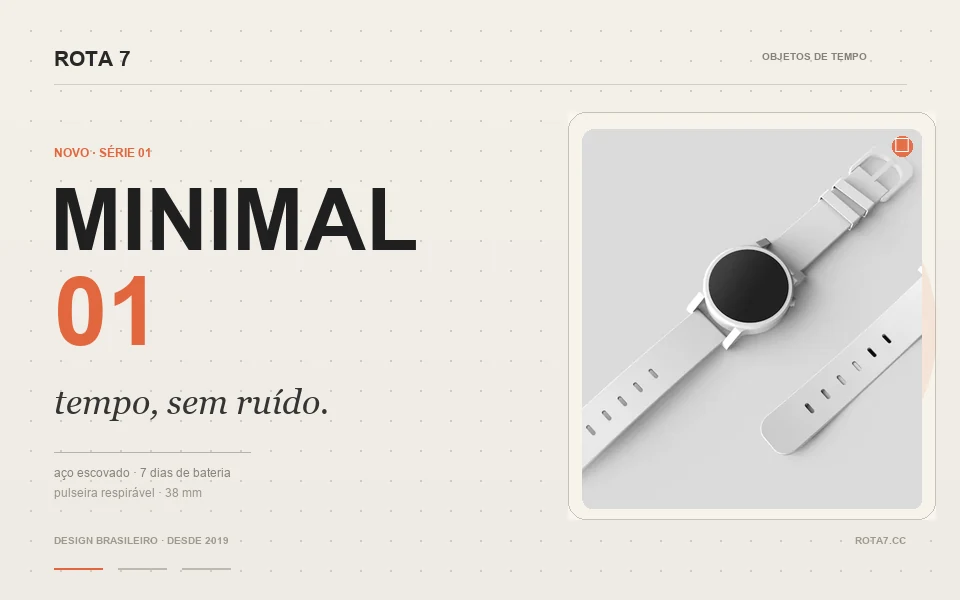 ROTA 7
OBJETOS DE TEMPO
NOVO · SÉRIE 01
MINIMAL
01
tempo, sem ruído.
aço escovado · 7 dias de bateria
pulseira respirável · 38 mm
DESIGN BRASILEIRO · DESDE 2019
ROTA7.CC